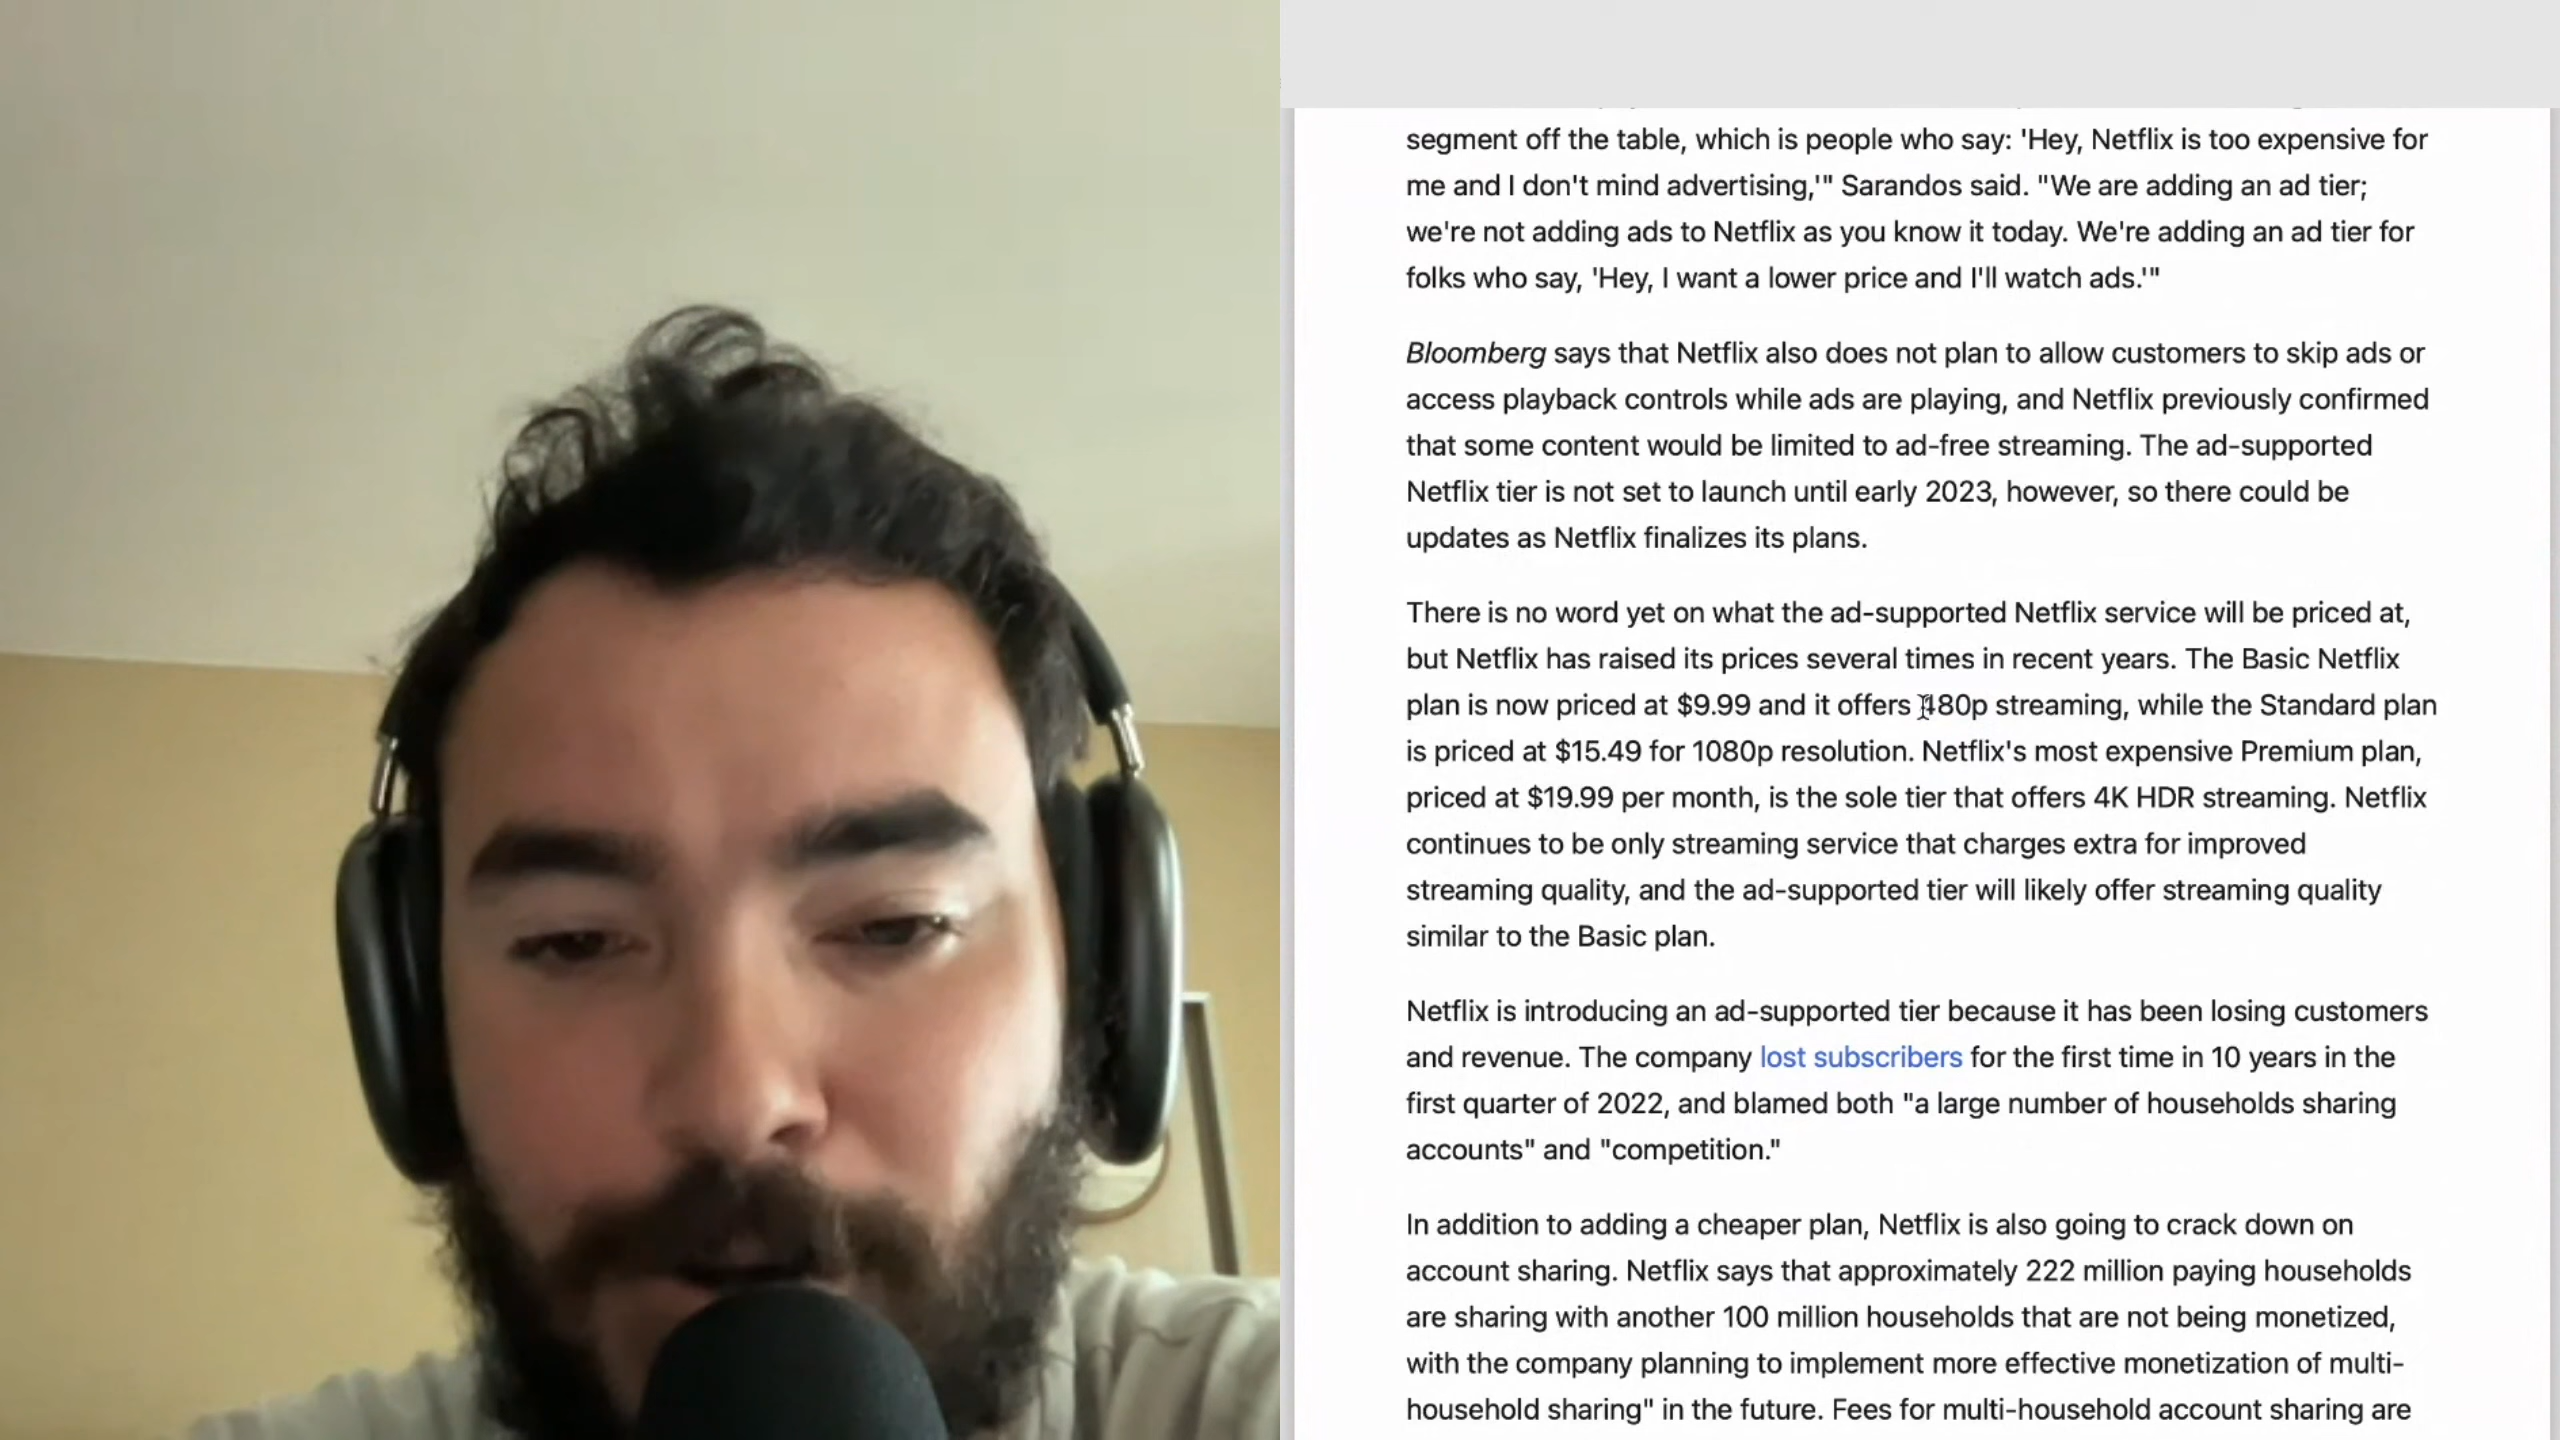 segment off the table, which is people who say: 'Hey, Netflix is too expensive for
me and I don't mind advertising,'" Sarandos said. "We are adding an ad tier;
we're not adding ads to Netflix as you know it today. We're adding an ad tier for
folks who say, 'Hey, I want a lower price and I'll watch ads.'"
Bloomberg says that Netflix also does not plan to allow customers to skip ads or
access playback controls while ads are playing, and Netflix previously confirmed
that some content would be limited to ad-free streaming. The ad-supported
Netflix tier is not set to launch until early 2023, however, so there could be
updates as Netflix finalizes its plans.
There is no word yet on what the ad-supported Netflix service will be priced at,
but Netflix has raised its prices several times in recent years. The Basic Netflix
plan is now priced at $9.99 and it offers 480p streaming, while the Standard plan
is priced at $15.49 for 1080p resolution. Netflix's most expensive Premium plan,
priced at $19.99 per month, is the sole tier that offers 4K HDR streaming. Netflix
continues to be only streaming service that charges extra for improved
streaming quality, and the ad-supported tier will likely offer streaming quality
similar to the Basic plan.
Netflix is introducing an ad-supported tier because it has been losing customers
and revenue. The company lost subscribers for the first time in 10 years in the
first quarter of 2022, and blamed both "a large number of households sharing
accounts" and "competition."
In addition to adding a cheaper plan, Netflix is also going to crack down on
account sharing. Netflix says that approximately 222 million paying households
are sharing with another 100 million households that are not being monetized,
with the company planning to implement more effective monetization of multi-
household sharing" in the future. Fees for multi-household account sharing are